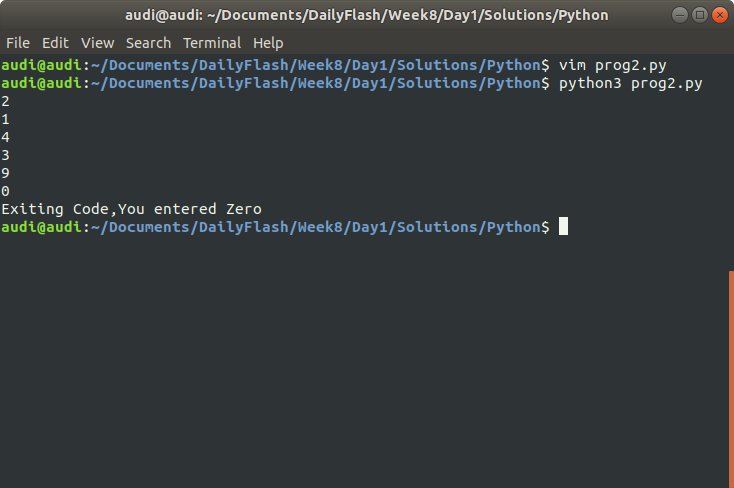 audi@audi: ~/Documents/DailyFlash/Week8/Day1/Solutions/Python
File Edit View Search Terminal Help
audi@audi:~/Documents/DailyFlash/Week8/Day1/Solutions/Python$ vim prog2.py
audi@audi:~/Documents/DailyFlash/Week8/Day1/Solutions/Python$ python3 prog2.py
2
1
4
3
9
0
Exiting Code,You entered Zero
audi@audi:~/Documents/DailyFlash/Week8/Day1/Solutions/Python$